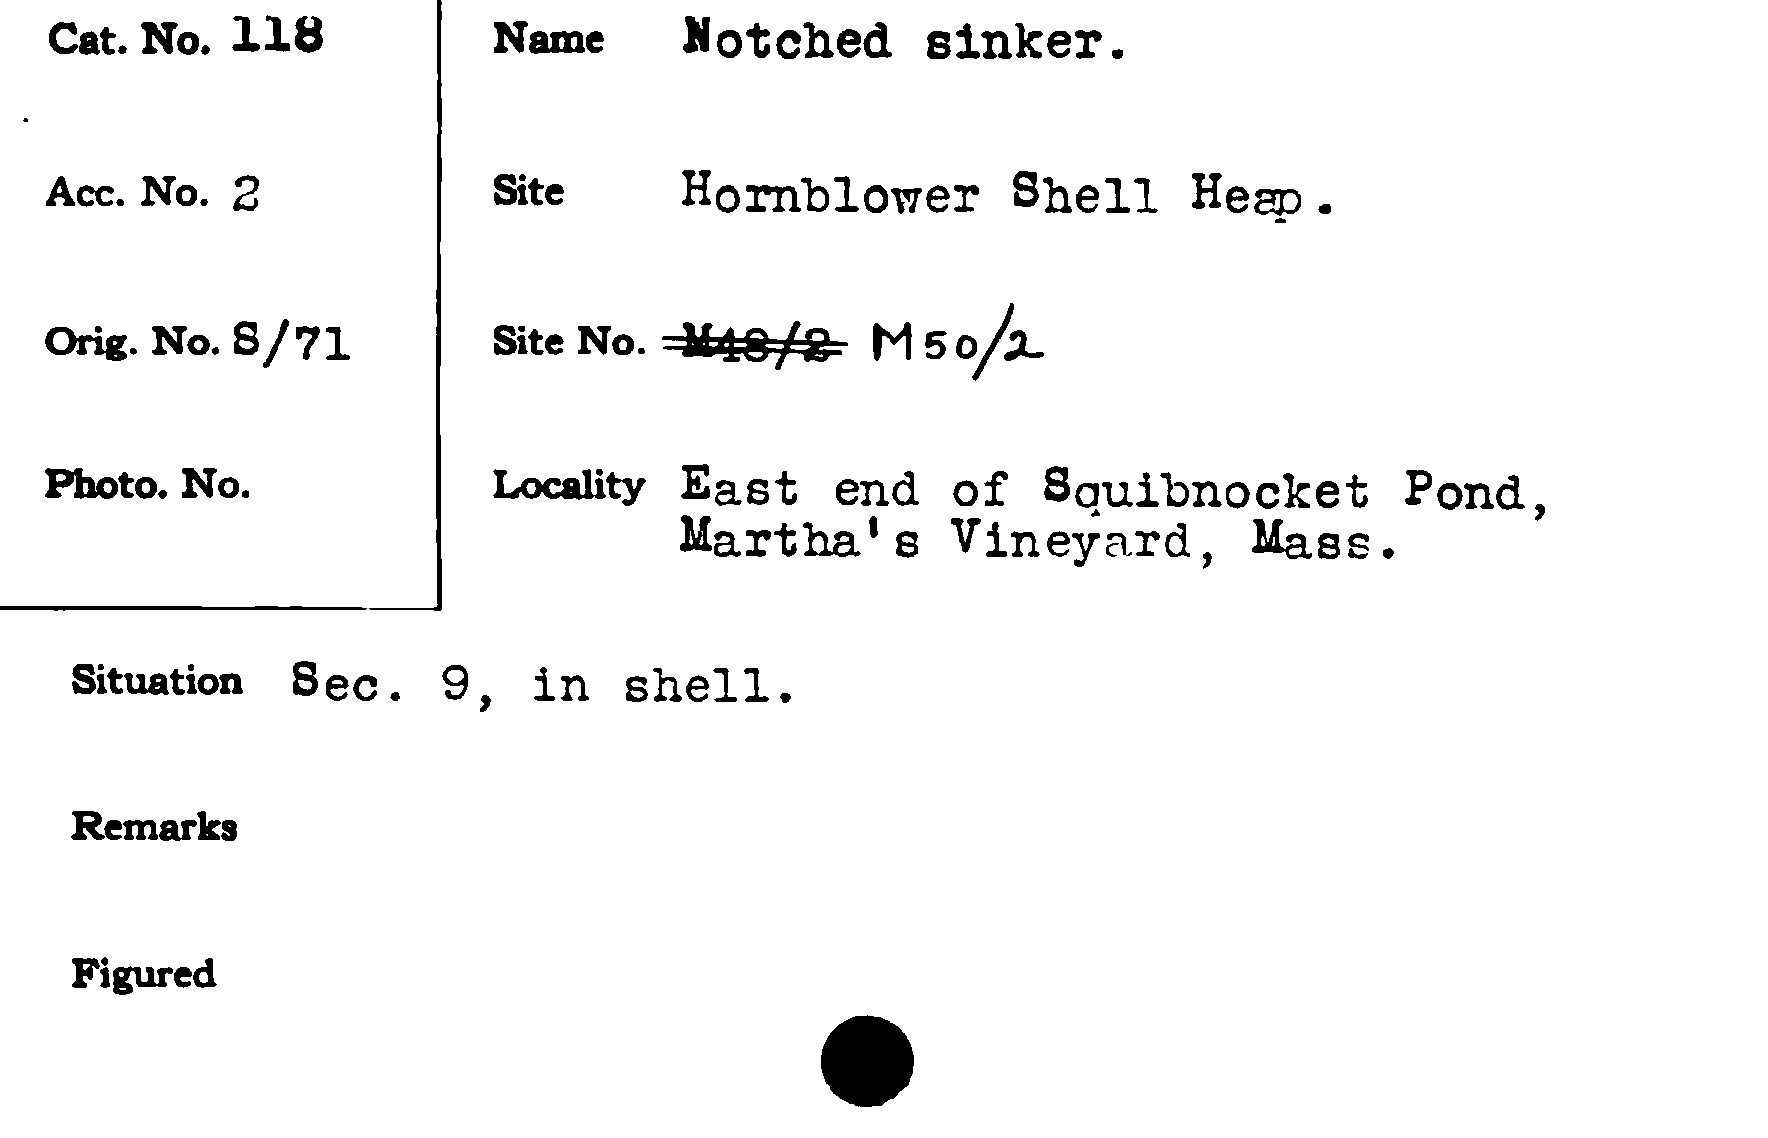 Cat. No. 118
Name Notched sinker.
Acc. No. 2
Site Hornblower Shell Heap.
Orig. No. S/71
Site No. M48/2 M50/2
Photo. No.
Locality East end of Squibnocket Pond,
Martha's Vineyard, Mass.
Situation Sec. 9, in shell.
Remarks
Figured